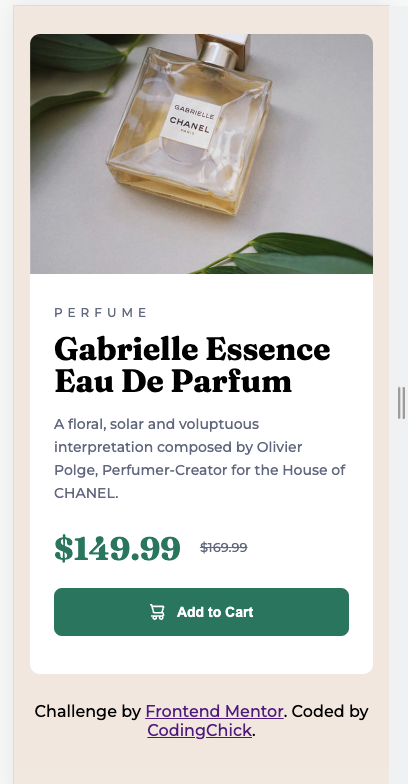 GABRIELLE
CHANEL
PARIS
PERFUME
Gabrielle Essence
Eau De Parfum
A floral, solar and voluptuous
interpretation composed by Olivier
Polge, Perfumer-Creator for the House of
CHANEL.
$149.99 $169.99
Add to Cart
Challenge by Frontend Mentor. Coded by
CodingChick.